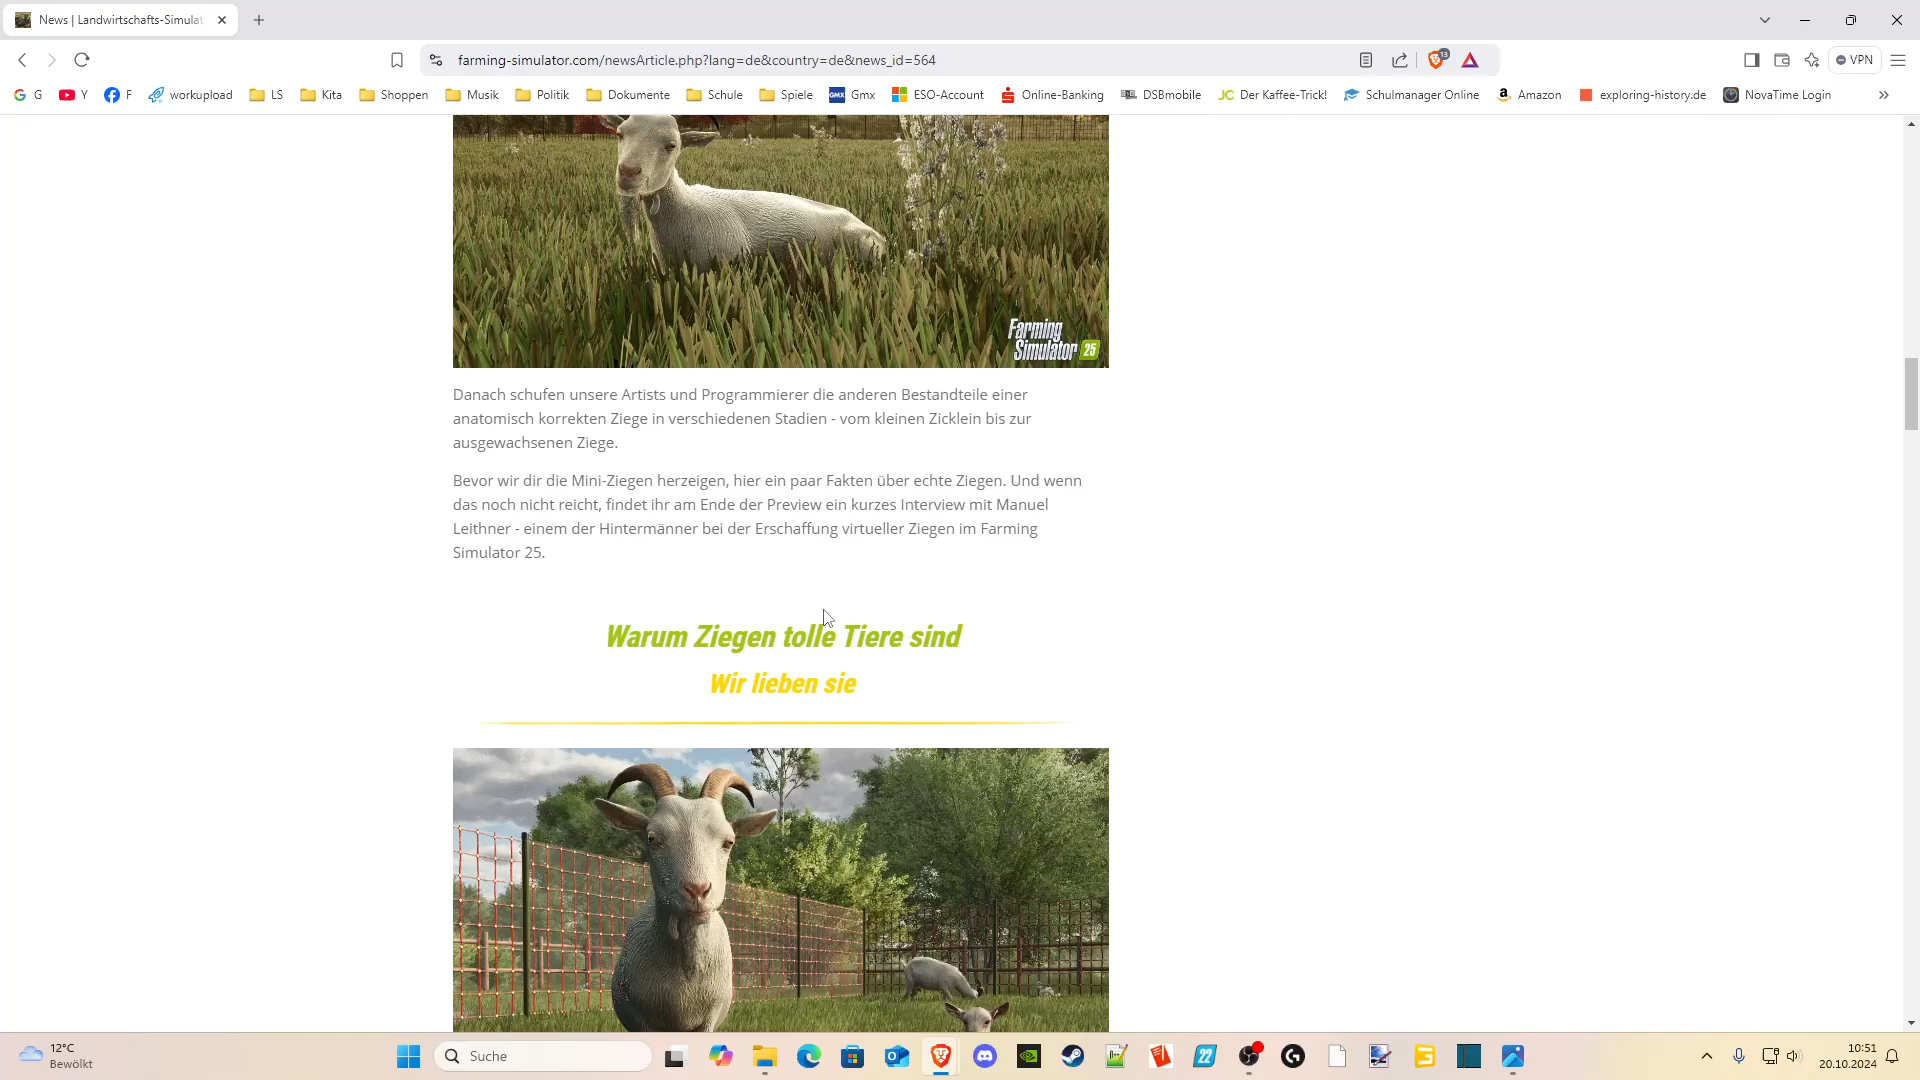 News | Landwirtschafts-Simulat
farming-simulator.com/newsArticle.php?lang=de&country=de&news_id=564
13
VPN
G
Y
F
workupload
LS
Kita
Shoppen
Musik
Politik
Dokumente
Schule
Spiele
GMX Gmx
ESO-Account
Online-Banking
DSBmobile
JC Der Kaffee-Trick!
Schulmanager Online
Amazon
exploring-history.de
NovaTime Login
Farming
Simulator 25
Danach schufen unsere Artists und Programmierer die anderen Bestandteile einer
anatomisch korrekten Ziege in verschiedenen Stadien - vom kleinen Zicklein bis zur
ausgewachsenen Ziege.
Bevor wir dir die Mini-Ziegen herzeigen, hier ein paar Fakten über echte Ziegen. Und wenn
das noch nicht reicht, findet ihr am Ende der Preview ein kurzes Interview mit Manuel
Leithner - einem der Hintermänner bei der Erschaffung virtueller Ziegen im Farming
Simulator 25.
Warum Ziegen tolle Tiere sind
Wir lieben sie
12°C
Bewölkt
Suche
22
10:51
20.10.2024